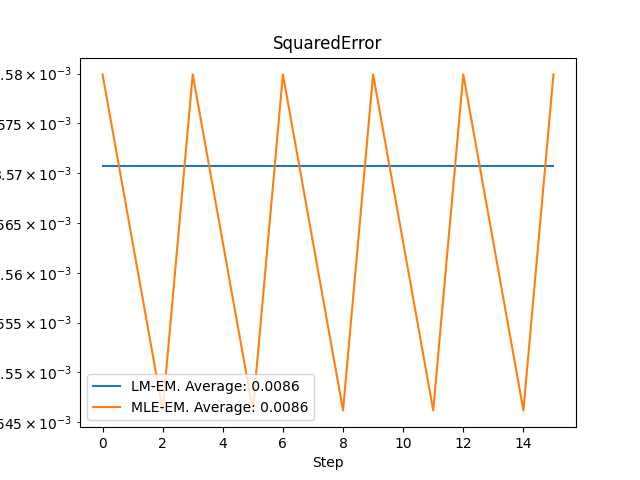 SquaredError
.58 × 10⁻³
575 × 10⁻³
8.57 × 10⁻³
565 × 10⁻³
.56 × 10⁻³
555 × 10⁻³
.55 × 10⁻³
545 × 10⁻³
LM-EM. Average: 0.0086
MLE-EM. Average: 0.0086
0 2 4 6 8 10 12 14
Step